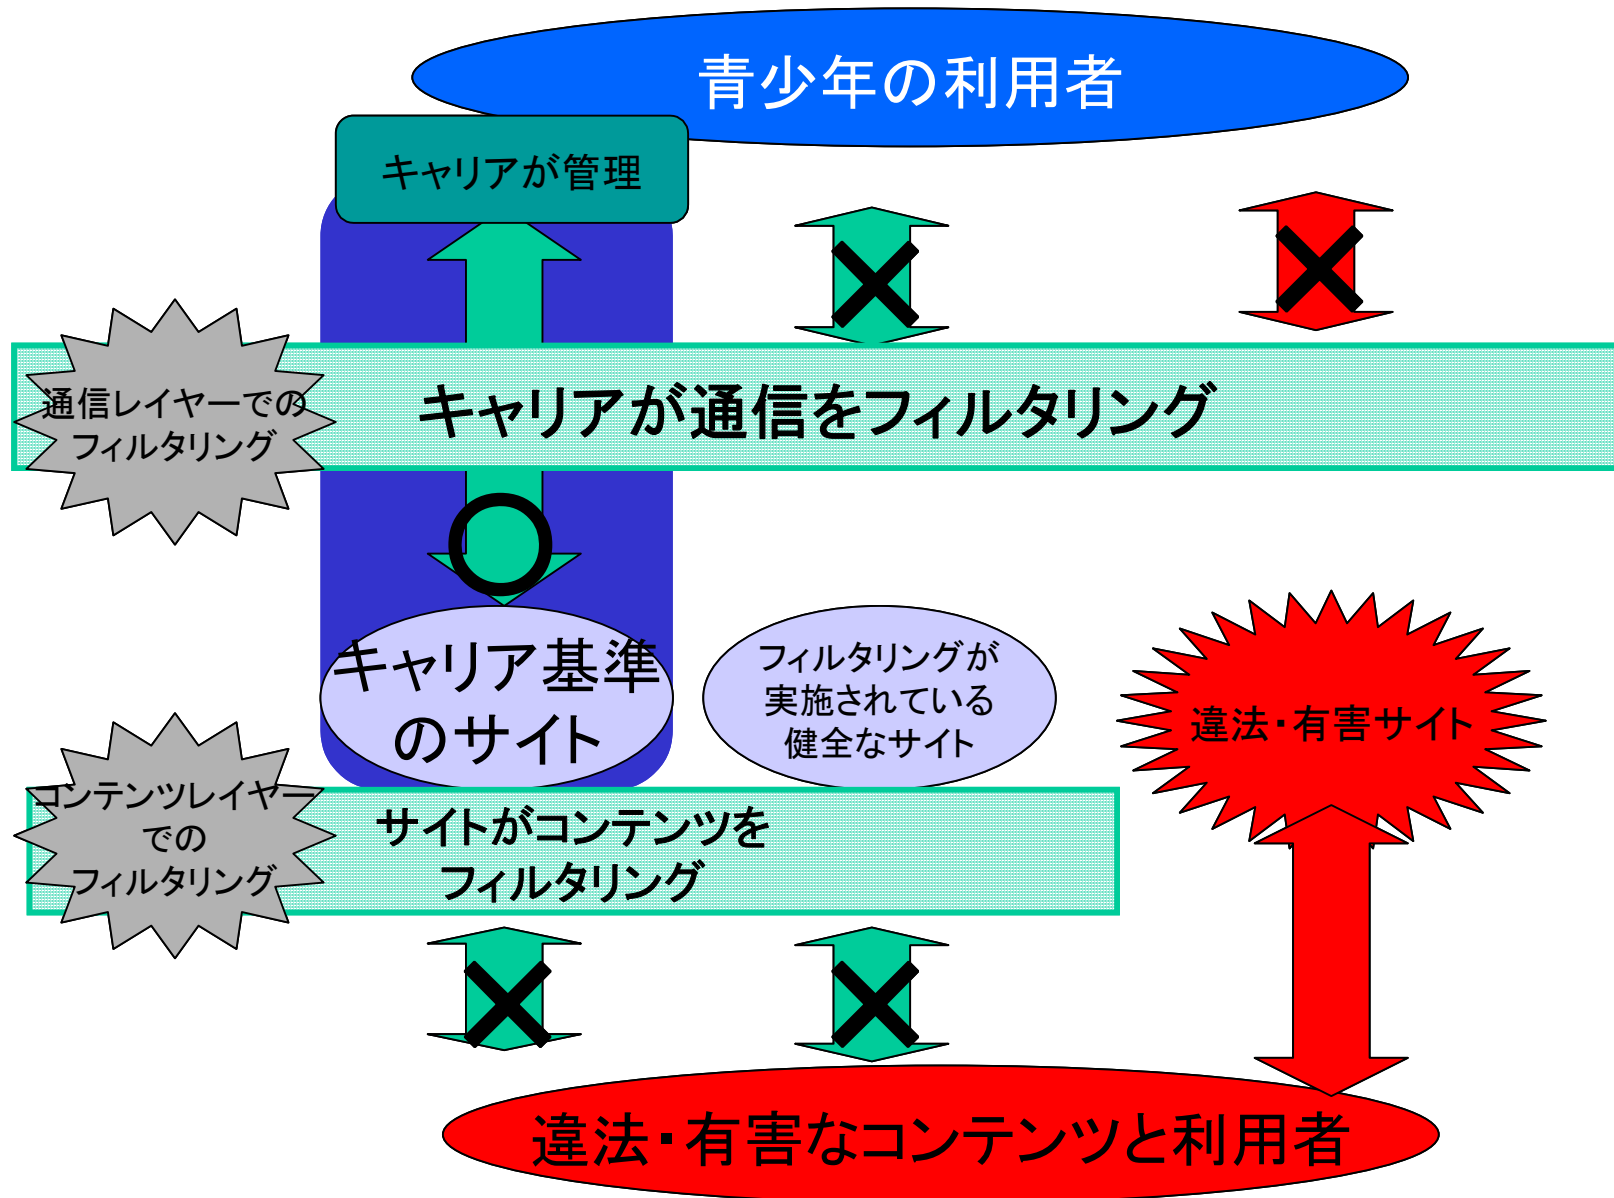 青少年の利用者
キャリアが管理
通信レイヤーでの
フィルタリング
キャリアが通信をフィルタリング
キャリア基準
のサイト
フィルタリングが
実施されている
健全なサイト
違法・有害サイト
コンテンツレイヤー
での
フィルタリング
サイトがコンテンツを
フィルタリング
違法・有害なコンテンツと利用者